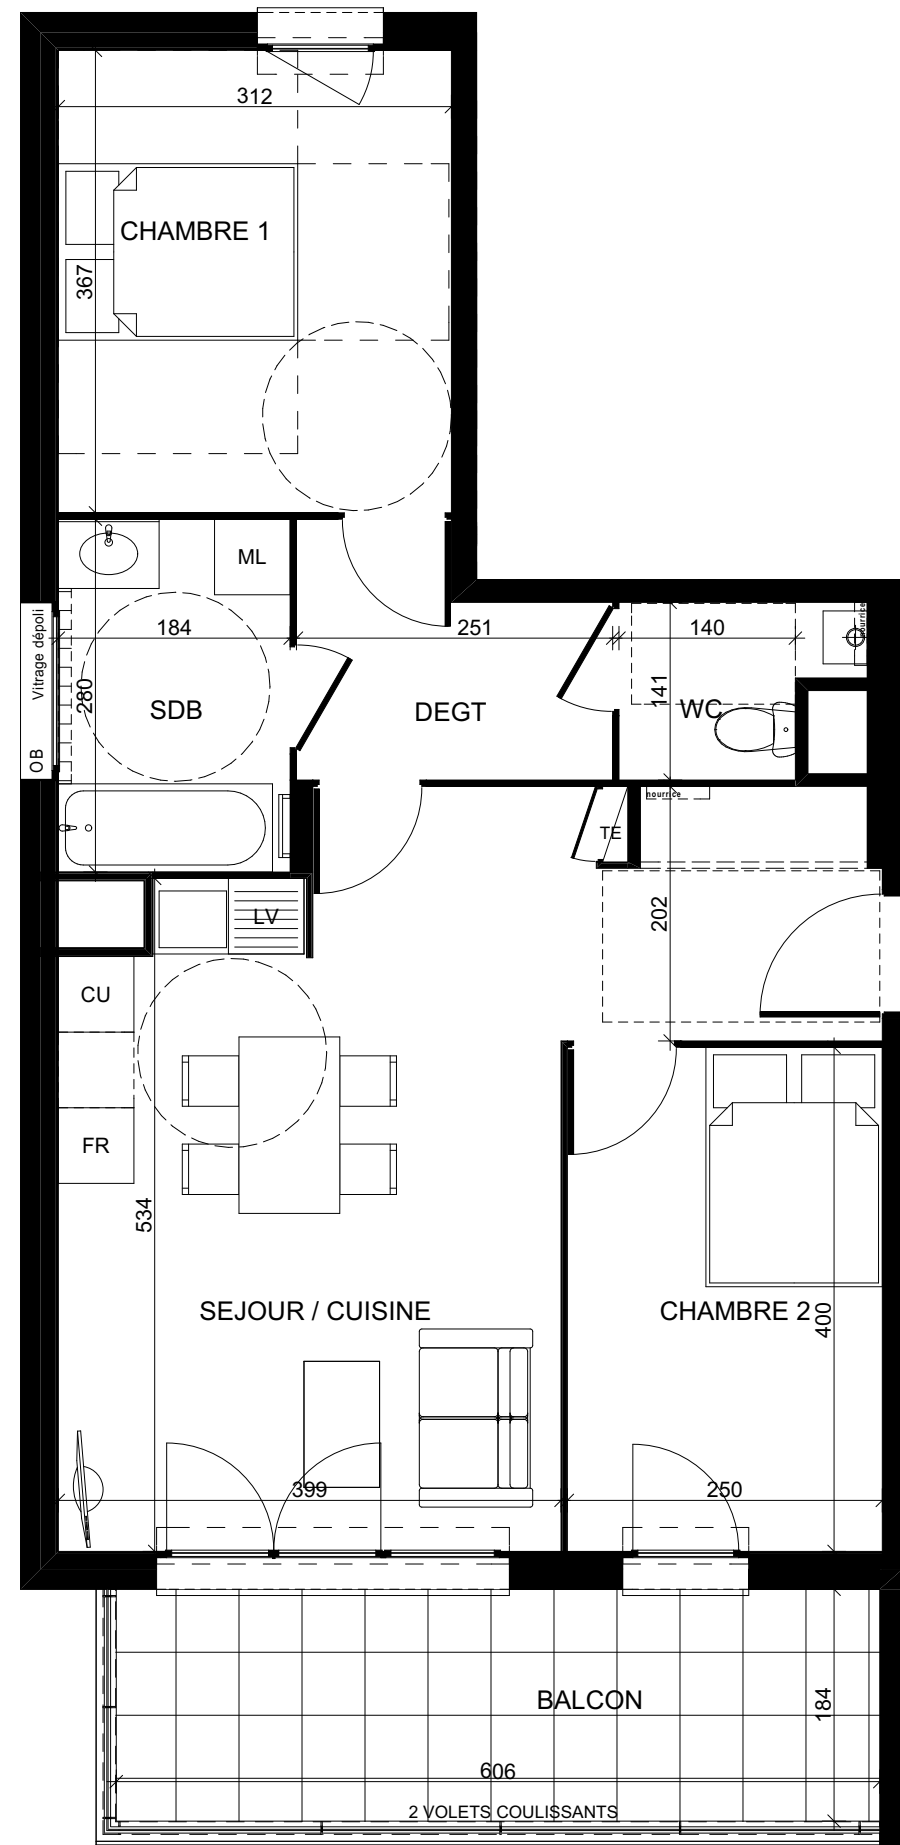 312
CHAMBRE 1
367
ML
Vitrage dépoli
OB
184
251
140
nourrice
280
141
SDB
DEGT
WC
nourrice
TE
LV
202
CU
FR
534
SEJOUR / CUISINE
CHAMBRE 2
400
399
250
BALCON
184
606
2 VOLETS COULISSANTS